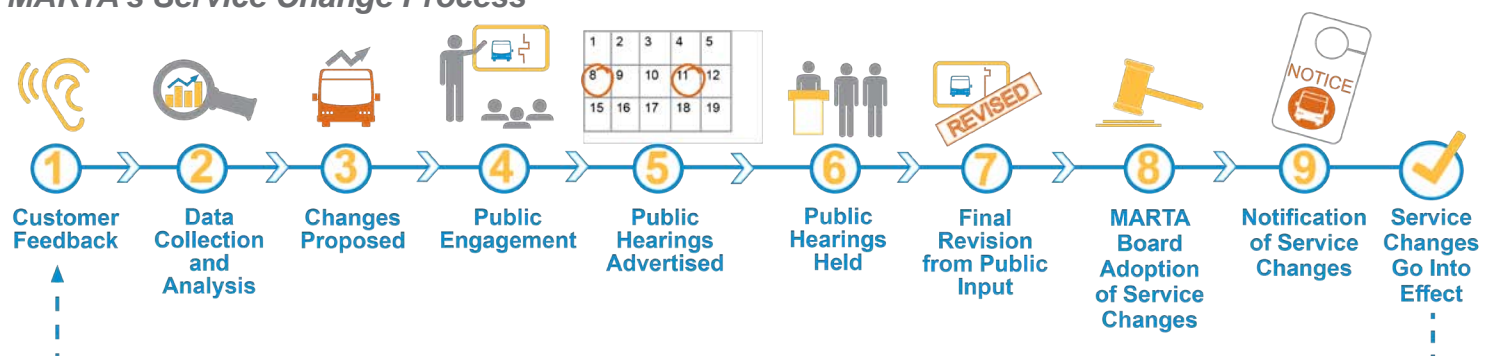 MARTA's Service Change Process
1 2 3 4 5
8 9 10 11 12
15 16 17 18 19
REVISED
NOTICE
1 2 3 4 5 6 7 8 9
Customer
Feedback
Data
Collection
and
Analysis
Changes
Proposed
Public
Engagement
Public
Hearings
Advertised
Public
Hearings
Held
Final
Revision
from Public
Input
MARTA
Board
Adoption
of Service
Changes
Notification
of Service
Changes
Service
Changes
Go Into
Effect